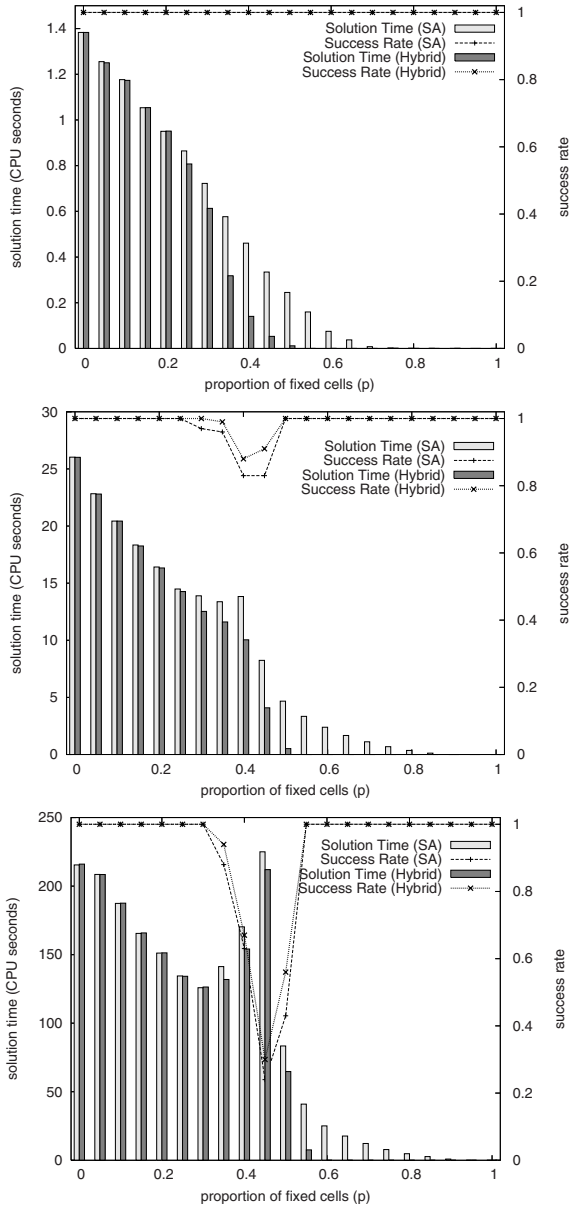 1.4
1.2
1
0.8
0.6
0.4
0.2
0
solution time (CPU seconds)
Solution Time (SA)
Success Rate (SA)
Solution Time (Hybrid)
Success Rate (Hybrid)
1
0.8
0.6
0.4
0.2
0
success rate
0 0.2 0.4 0.6 0.8 1
proportion of fixed cells (p)
30
25
20
15
10
5
0
solution time (CPU seconds)
Solution Time (SA)
Success Rate (SA)
Solution Time (Hybrid)
Success Rate (Hybrid)
1
0.8
0.6
0.4
0.2
0
success rate
0 0.2 0.4 0.6 0.8 1
proportion of fixed cells (p)
250
200
150
100
50
0
solution time (CPU seconds)
Solution Time (SA)
Success Rate (SA)
Solution Time (Hybrid)
Success Rate (Hybrid)
1
0.8
0.6
0.4
0.2
0
success rate
0 0.2 0.4 0.6 0.8 1
proportion of fixed cells (p)